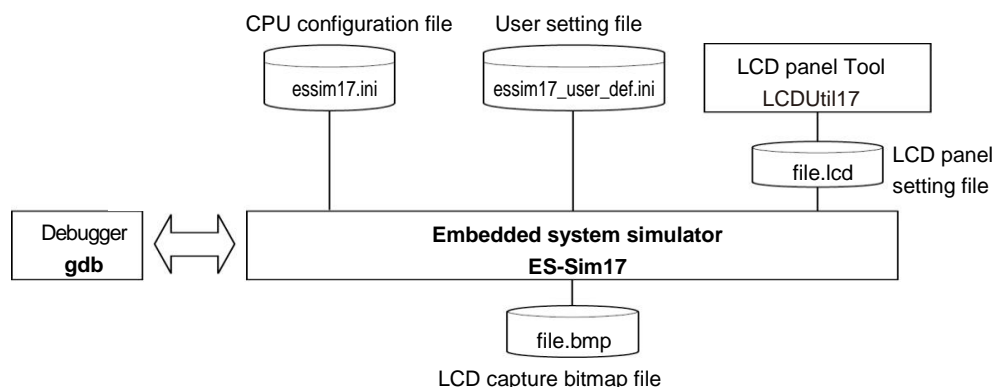 CPU configuration file
User setting file
essim17.ini
essim17_user_def.ini
LCD panel Tool
LCDUtil17
file.lcd
LCD panel
setting file
Debugger
gdb
Embedded system simulator
ES-Sim17
file.bmp
LCD capture bitmap file